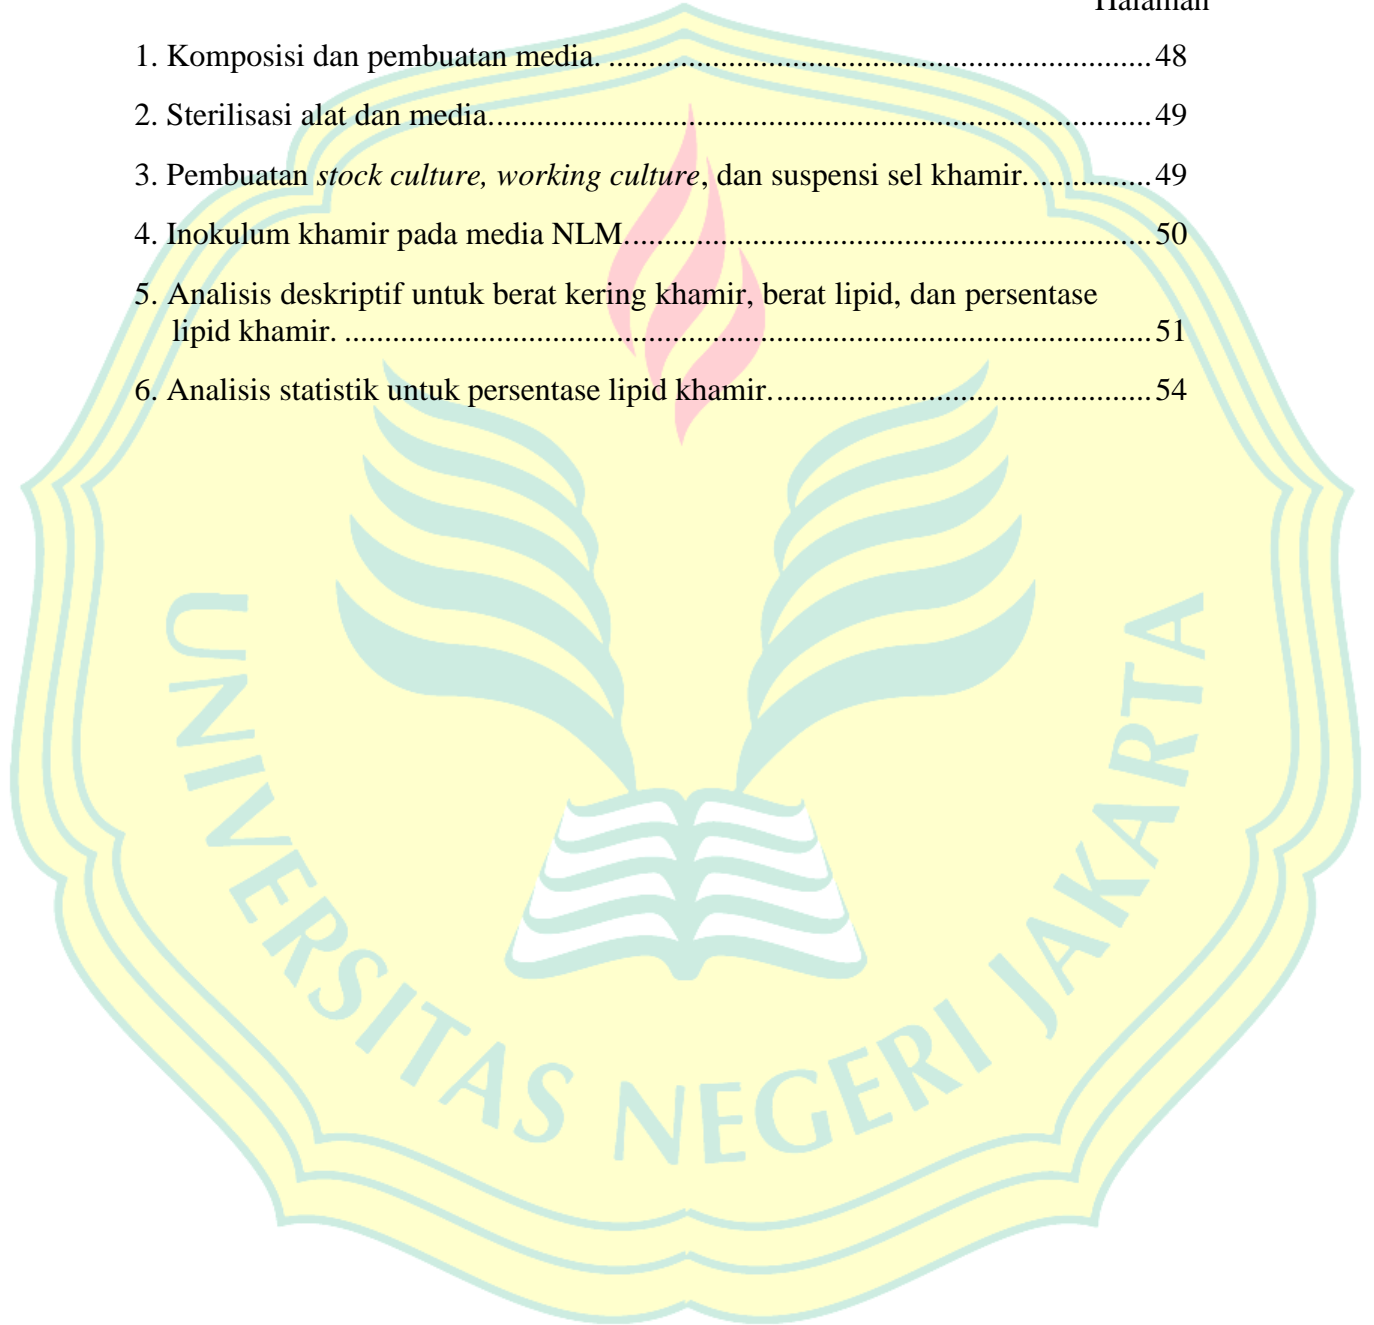 Halaman
1. Komposisi dan pembuatan media. ................................................................... 48
2. Sterilisasi alat dan media. ................................................................................ 49
3. Pembuatan stock culture, working culture, dan suspensi sel khamir. ............... 49
4. Inokulum khamir pada media NLM. ................................................................ 50
5. Analisis deskriptif untuk berat kering khamir, berat lipid, dan persentase
lipid khamir. ................................................................................................... 51
6. Analisis statistik untuk persentase lipid khamir. ............................................... 54
UNIVERSITAS NEGERI JAKARTA